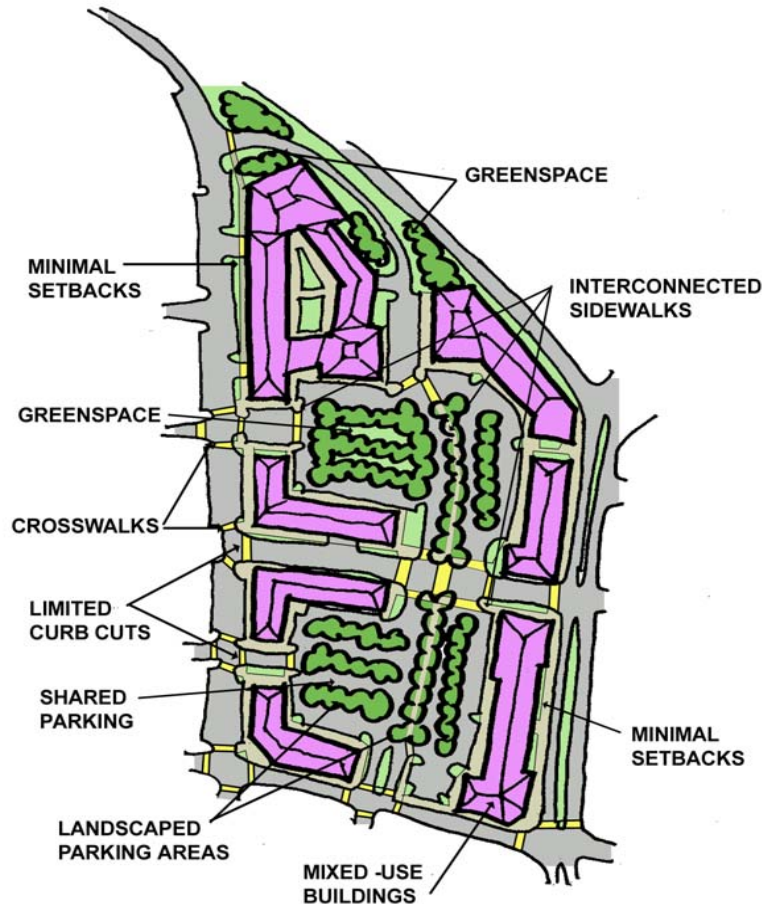 GREENSPACE
MINIMAL
SETBACKS
INTERCONNECTED
SIDEWALKS
GREENSPACE
CROSSWALKS
LIMITED
CURB CUTS
SHARED
PARKING
MINIMAL
SETBACKS
LANDSCAPED
PARKING AREAS
MIXED -USE
BUILDINGS